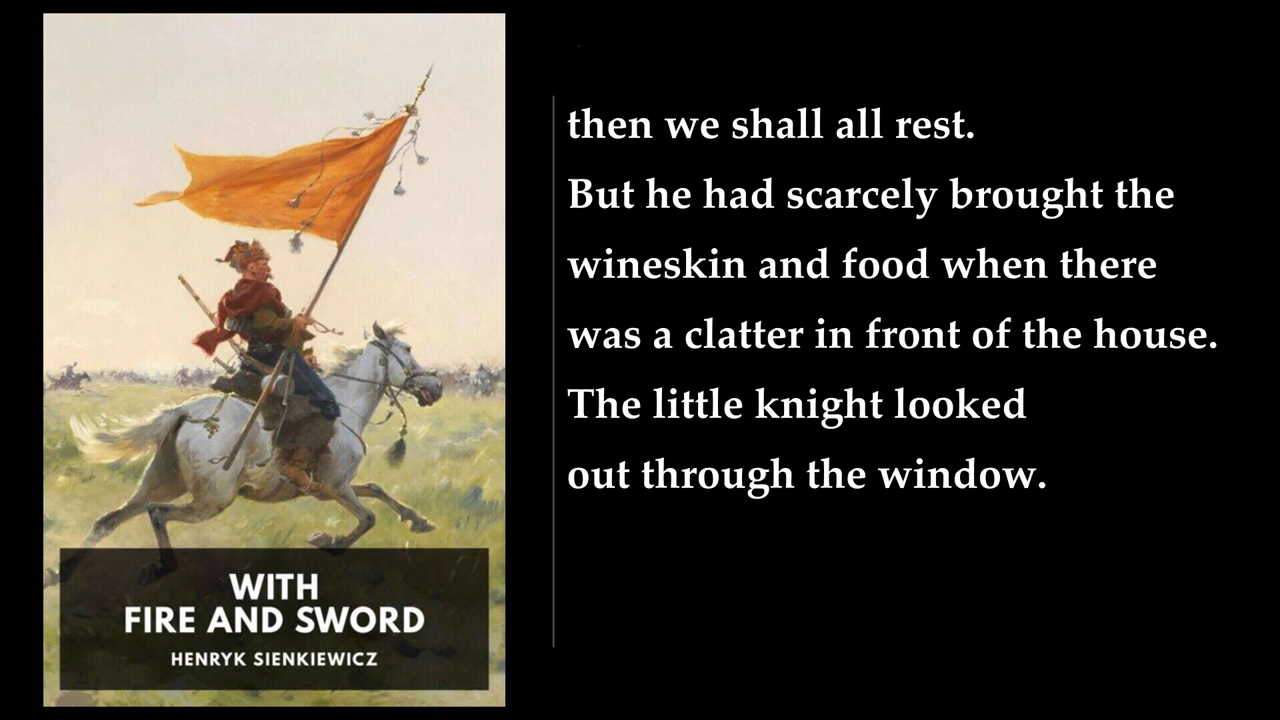 WITH
FIRE AND SWORD
HENRYK SIENKIEWICZ
then we shall all rest.
But he had scarcely brought the
wineskin and food when there
was a clatter in front of the house.
The little knight looked
out through the window.